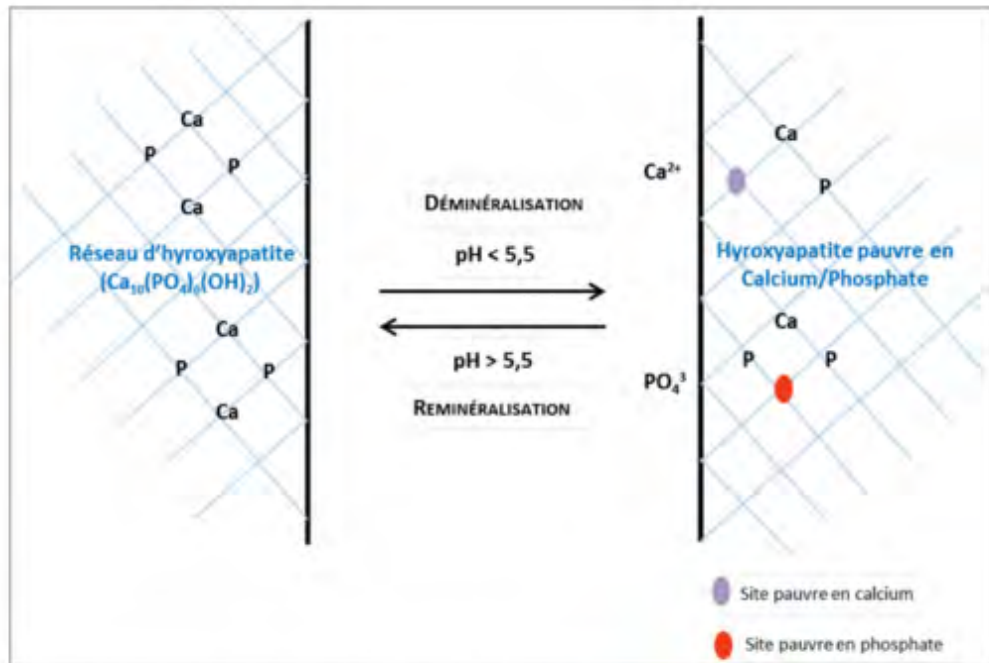 Ca
P
P
Ca
Réseau d'hyroxyapatite
(Ca₁₀(PO₄)₆(OH)₂)
Ca
P
P
Ca
DÉMINÉRALISATION
pH < 5,5
pH > 5,5
REMINÉRALISATION
Ca²⁺
Ca
P
Hyroxyapatite pauvre en
Calcium/Phosphate
Ca
P
P
PO₄³
Site pauvre en calcium
Site pauvre en phosphate